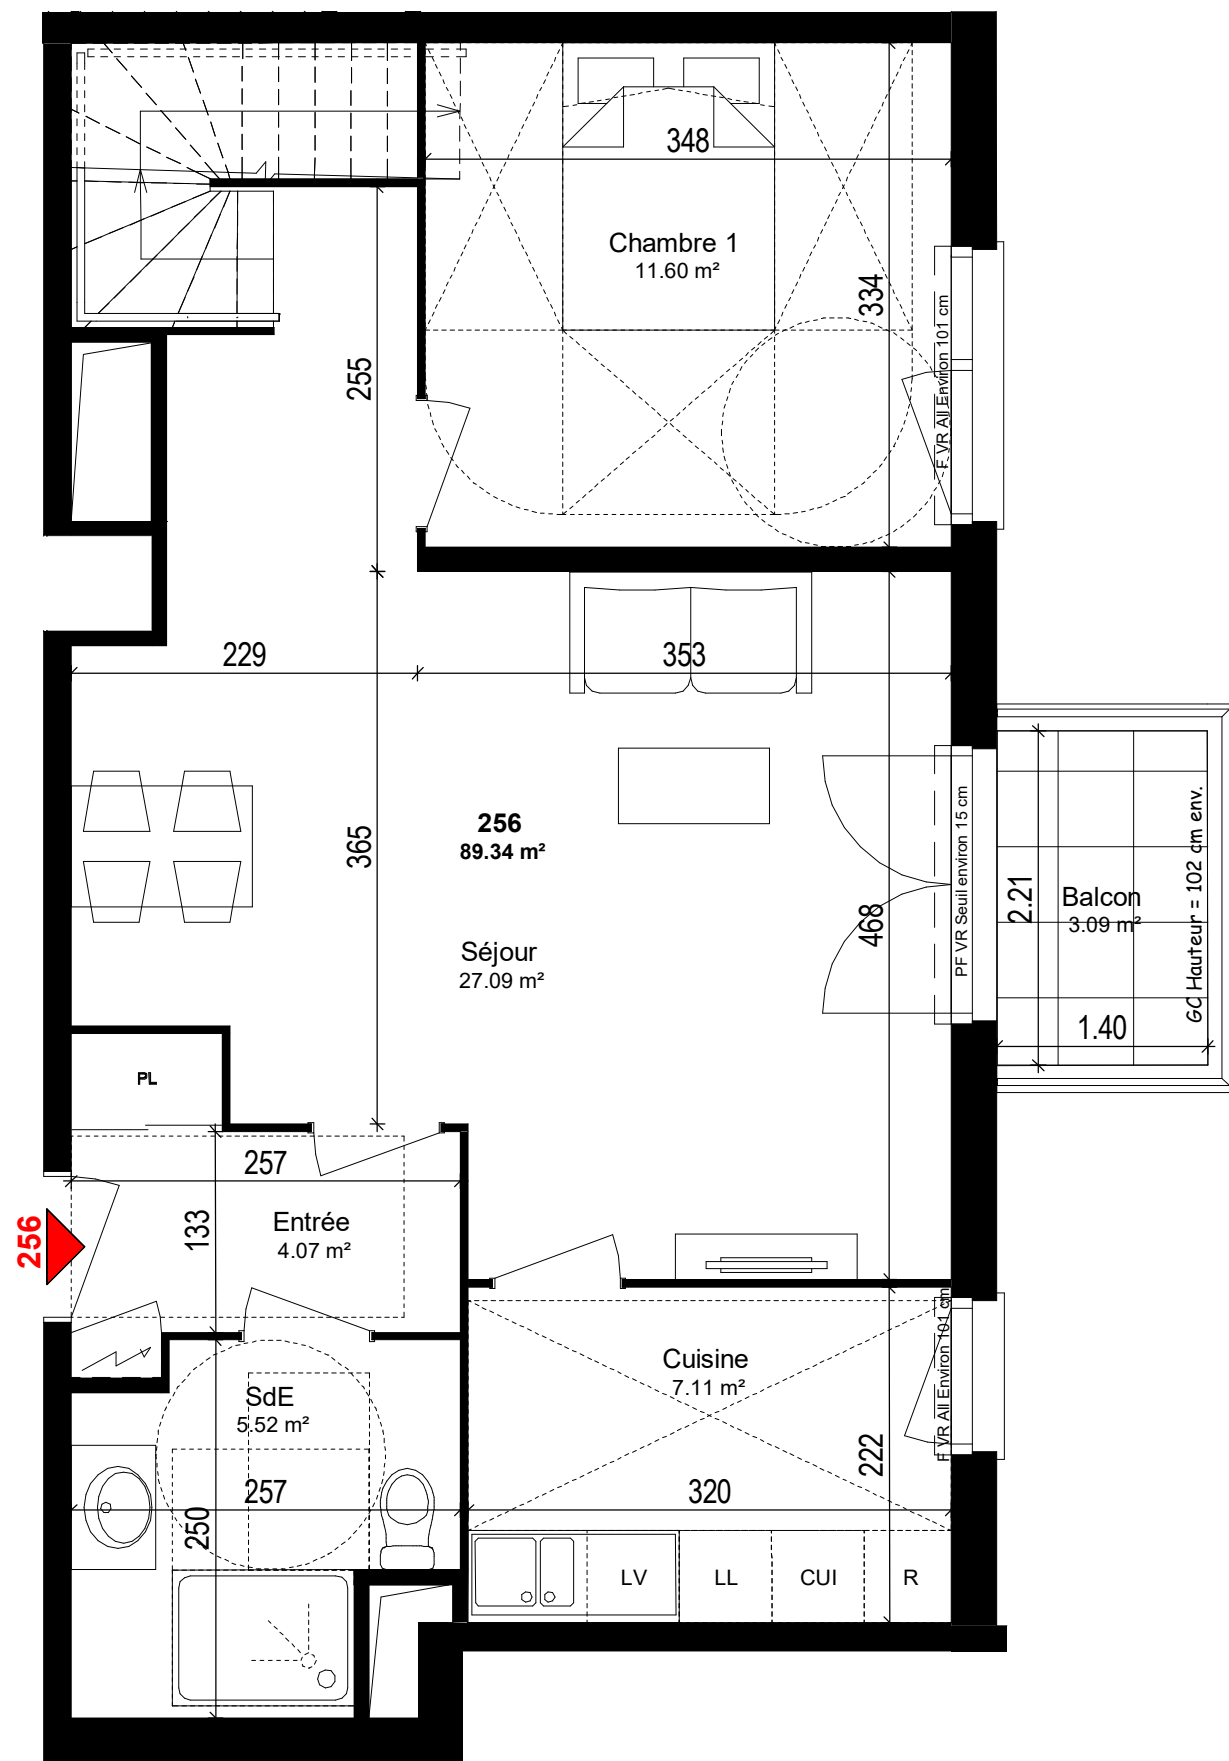 348
Chambre 1
11.60 m²
334
F VR All Environ 101 cm
255
229
353
256
89.34 m²
365
Séjour
27.09 m²
468
PF VR Seuil environ 15 cm
2.21
Balcon
3.09 m²
GC Hauteur = 102 cm env.
1.40
PL
257
133
Entrée
4.07 m²
256
SdE
5.52 m²
257
250
Cuisine
7.11 m²
F VR All Environ 101 cm
222
320
LV
LL
CUI
R